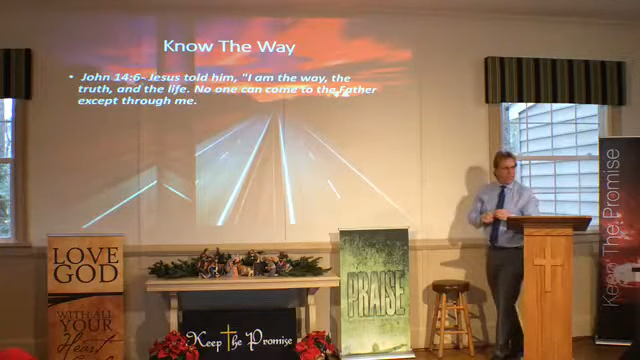 Know The Way
• John 14:6- Jesus told him, "I am the way, the
truth, and the life. No one can come to the Father
except through me.
LOVE
GOD
WITH ALL
YOUR
Heart
PRAISE
Keep The Promise
Keep The Promise